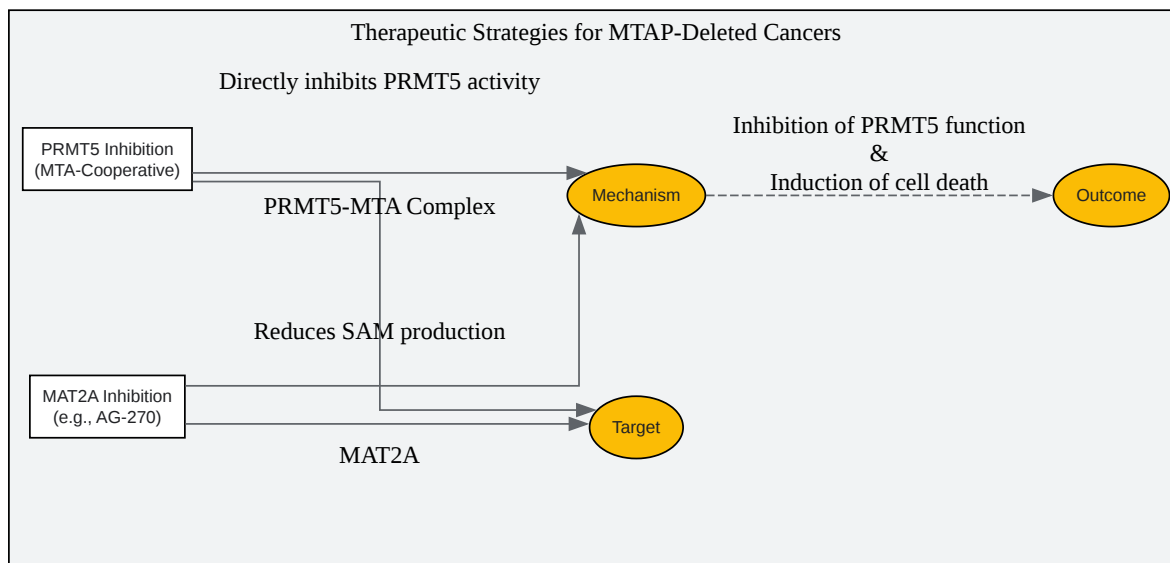 Therapeutic Strategies for MTAP-Deleted Cancers
Directly inhibits PRMT5 activity
PRMT5 Inhibition
(MTA-Cooperative)
PRMT5-MTA Complex
Mechanism
Inhibition of PRMT5 function
&
Induction of cell death
Outcome
Reduces SAM production
MAT2A Inhibition
(e.g., AG-270)
MAT2A
Target